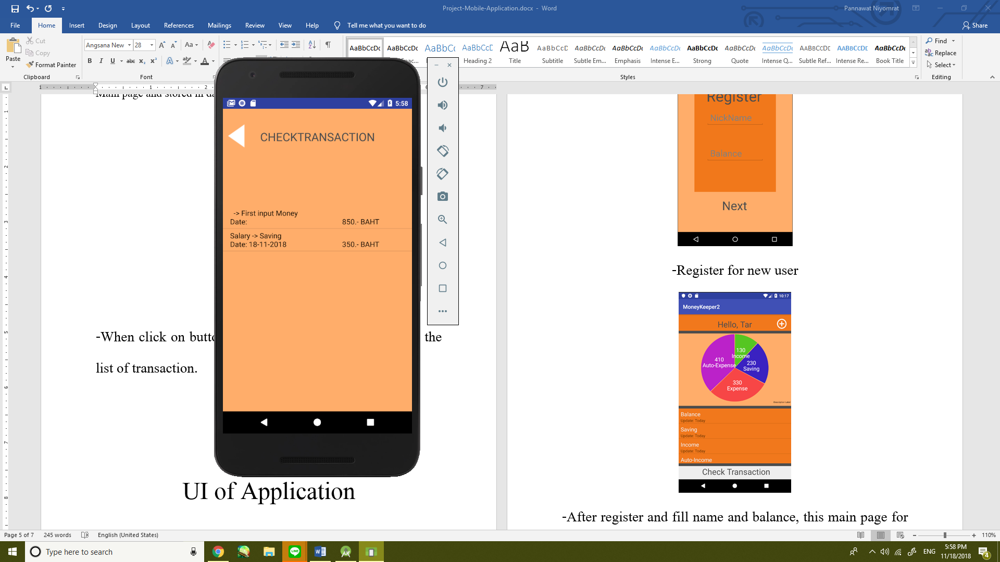 Project-Mobile-Application.docx - Word
Pannawat Niyomrat
File Home Insert Design Layout References Mailings Review View Help Tell me what you want to do
Share
Paste
Cut
Copy
Format Painter
Clipboard
Angsana New 28
Aa
B I U abc x₂ x²
Font
AaBbCcDc AaBbCcDc AaBbCc AaBbCcD AaB AaBbCcD AaBbCcDc AaBbCcDc AaBbCcDc AaBbCcDc AaBbCcDc AaBbCcDc AABBCCDC AABBCCDC AaBbCcDc
Heading 2 Title Subtitle Subtle Em... Emphasis Intense E... Strong Quote Intense Q... Subtle Ref... Intense Re... Book Title
Styles
Find
Replace
Select
Editing
Main page and stored in da
5:58
CHECKTRANSACTION
-> First input Money
Date: 850.- BAHT
Salary -> Saving
Date: 18-11-2018 350.- BAHT
-When click on butto the
list of transaction.
UI of Application
Register
NickName
Balance
Next
-Register for new user
10:17
MoneyKeeper2
Hello, Tar
130
Income
410
Auto-Expense
230
Saving
330
Expense
Description Label
Balance
Update: Today
Saving
Update: Today
Income
Update: Today
Auto-Income
Check Transaction
-After register and fill name and balance, this main page for
Page 5 of 7 245 words English (United States)
110%
Type here to search
LINE
ENG
5:58 PM
11/18/2018
4